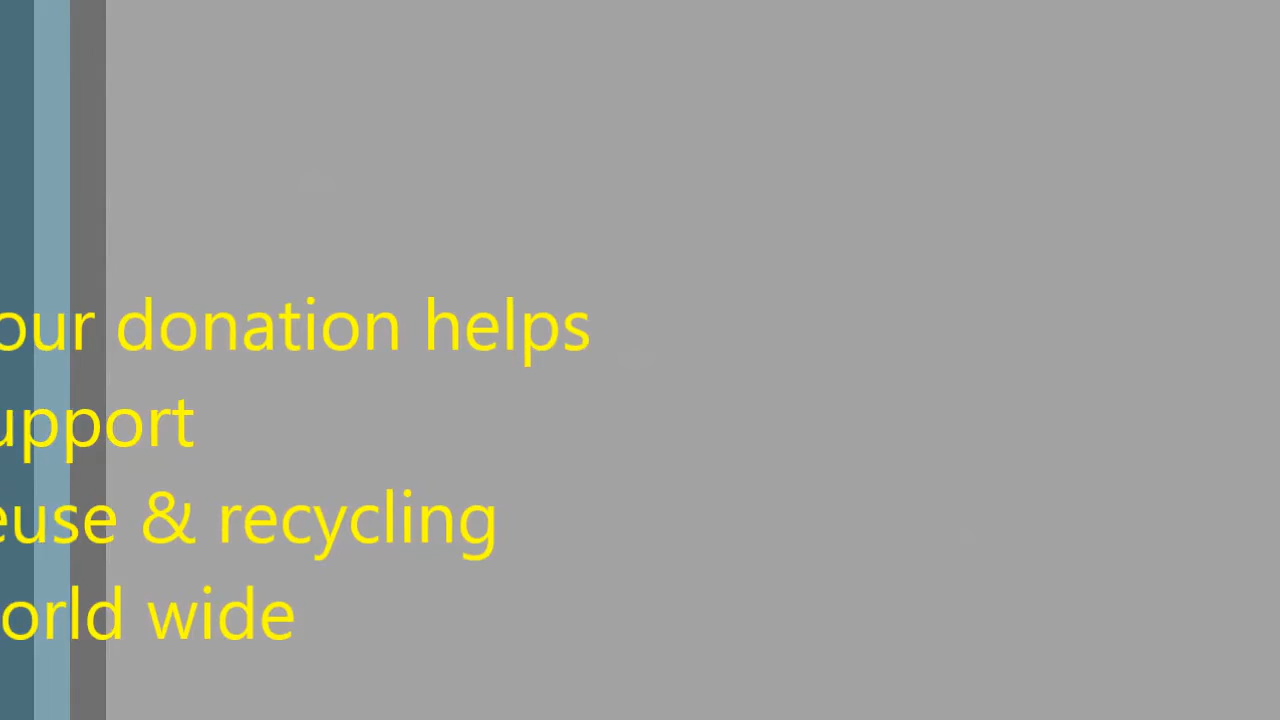 our donation helps
upport
euse & recycling
orld wide